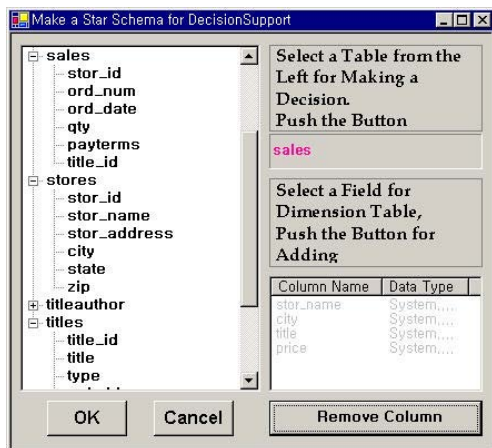 Make a Star Schema for DecisionSupport
sales
stor_id
ord_num
ord_date
qty
payterms
title_id
stores
stor_id
stor_name
stor_address
city
state
zip
titleauthor
titles
title_id
title
type
Select a Table from the
Left for Making a
Decision.
Push the Button
sales
Select a Field for
Dimension Table,
Push the Button for
Adding
Column Name Data Type
stor_name System,...
city System,...
title System,...
price System,...
OK Cancel Remove Column